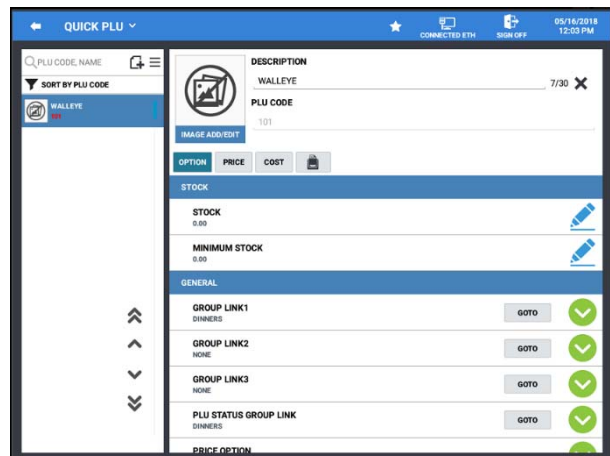 QUICK PLU
CONNECTED ETH
SIGN OFF
05/16/2018
12:03 PM
PLU CODE, NAME
SORT BY PLU CODE
WALLEYE
101
DESCRIPTION
WALLEYE
7/30
PLU CODE
101
IMAGE ADD/EDIT
OPTION PRICE COST
STOCK
STOCK
0.00
MINIMUM STOCK
0.00
GENERAL
GROUP LINK1
DINNERS
GOTO
GROUP LINK2
NONE
GOTO
GROUP LINK3
NONE
GOTO
PLU STATUS GROUP LINK
DINNERS
GOTO
PRICE OPTION